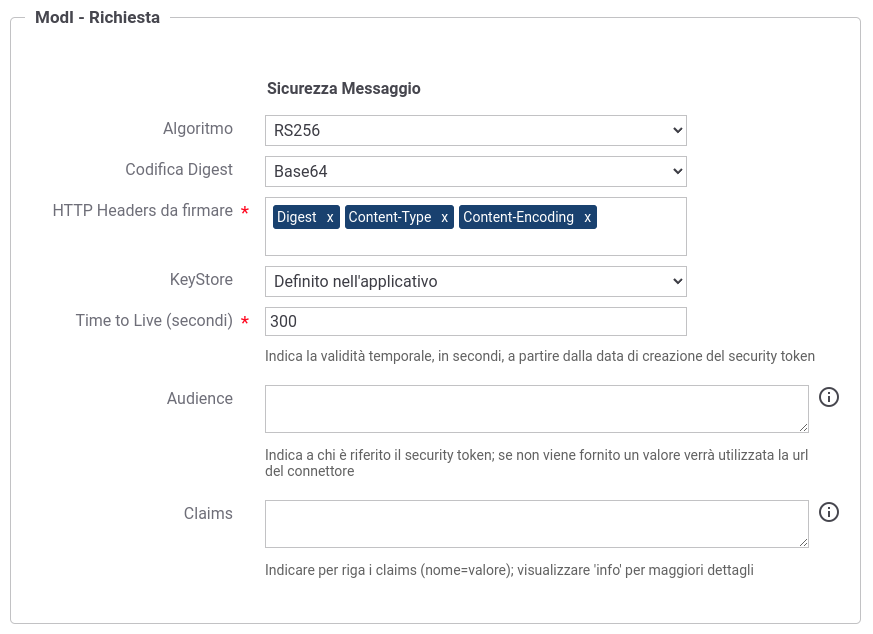 ModI - Richiesta
Sicurezza Messaggio
Algoritmo RS256
Codifica Digest Base64
HTTP Headers da firmare * Digest x Content-Type x Content-Encoding x
KeyStore Definito nell'applicativo
Time to Live (secondi) * 300
Indica la validità temporale, in secondi, a partire dalla data di creazione del security token
Audience
Indica a chi è riferito il security token; se non viene fornito un valore verrà utilizzata la url
del connettore
Claims
Indicare per riga i claims (nome=valore); visualizzare 'info' per maggiori dettagli